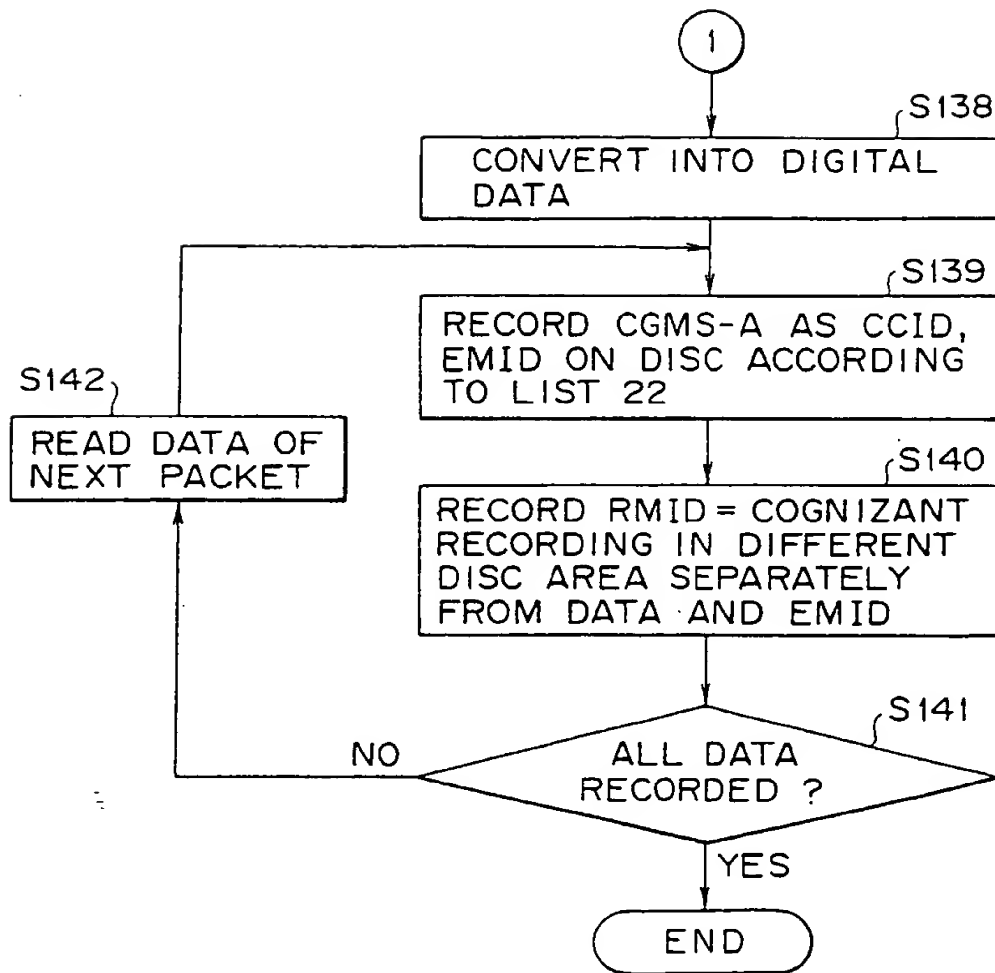 1
S138
CONVERT INTO DIGITAL
DATA
S139
RECORD CGMS-A AS CCID,
EMID ON DISC ACCORDING
TO LIST 22
S142
READ DATA OF
NEXT PACKET
S140
RECORD RMID = COGNIZANT
RECORDING IN DIFFERENT
DISC AREA SEPARATELY
FROM DATA AND EMID
S141
NO
ALL DATA
RECORDED ?
YES
END